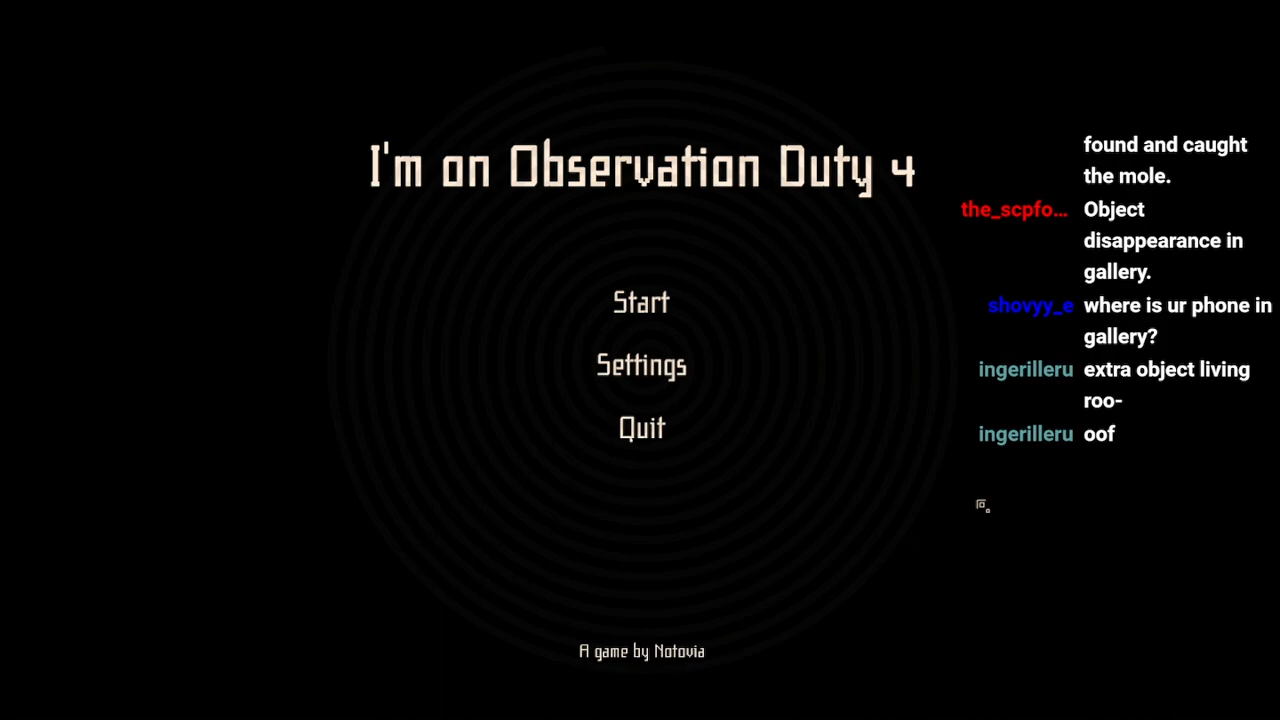 I'm on Observation Duty 4
Start
Settings
Quit
A game by Notovia
found and caught
the mole.
the_scpfo... Object
disappearance in
gallery.
shovyy_e where is ur phone in
gallery?
ingerilleru extra object living
roo-
ingerilleru oof